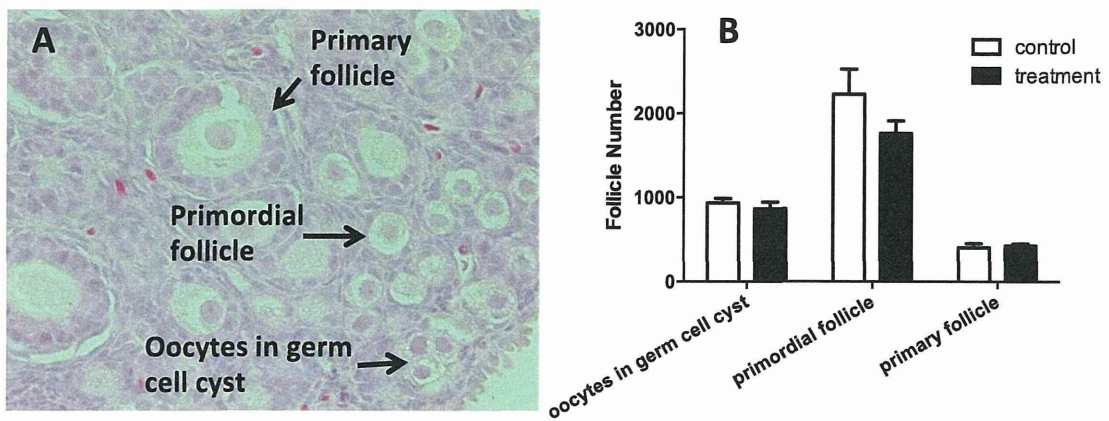 A
Primary
follicle
Primordial
follicle
Oocytes in germ
cell cyst
B
control
treatment
Follicle Number
3000
2000
1000
0
oocytes in germ cell cyst
primordial follicle
primary follicle